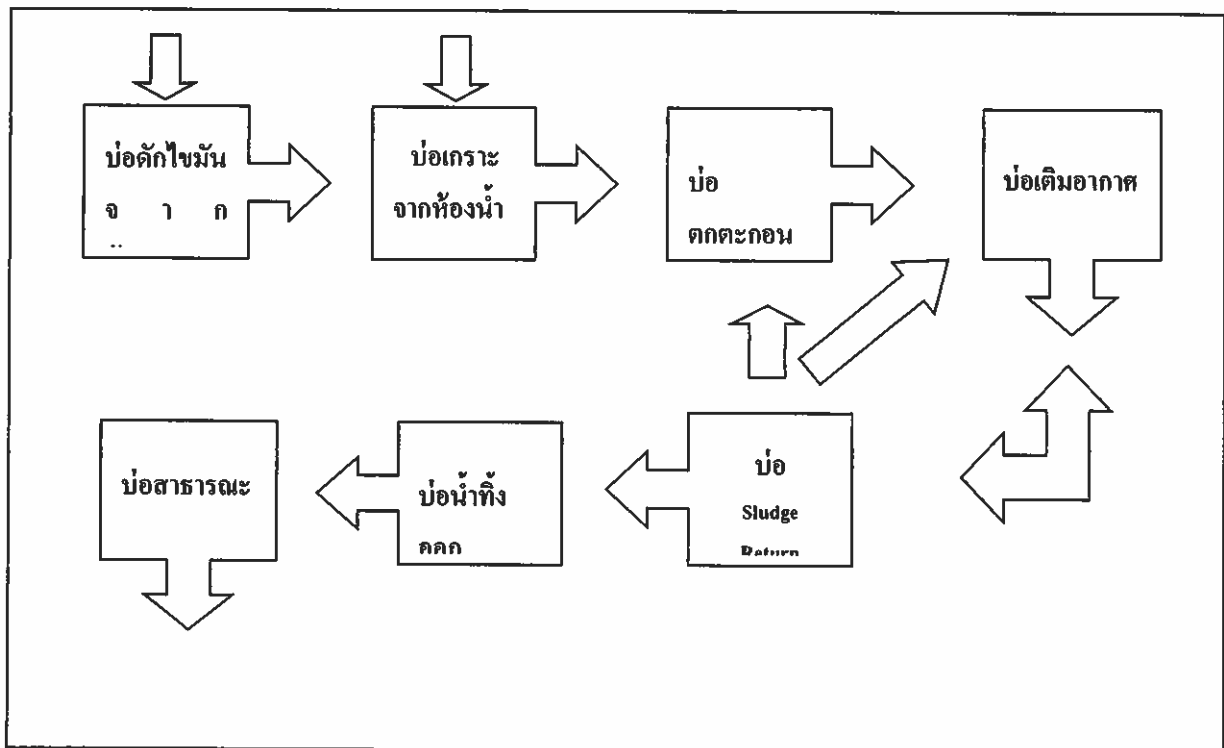 บ่อดักไขมัน
จ า ก
บ่อเกราะ
จากห้องน้ำ
บ่อ
ตกตะกอน
บ่อเติมอากาศ
บ่อสาธารณะ
บ่อน้ำทิ้ง
บ่อ
Sludge
Return